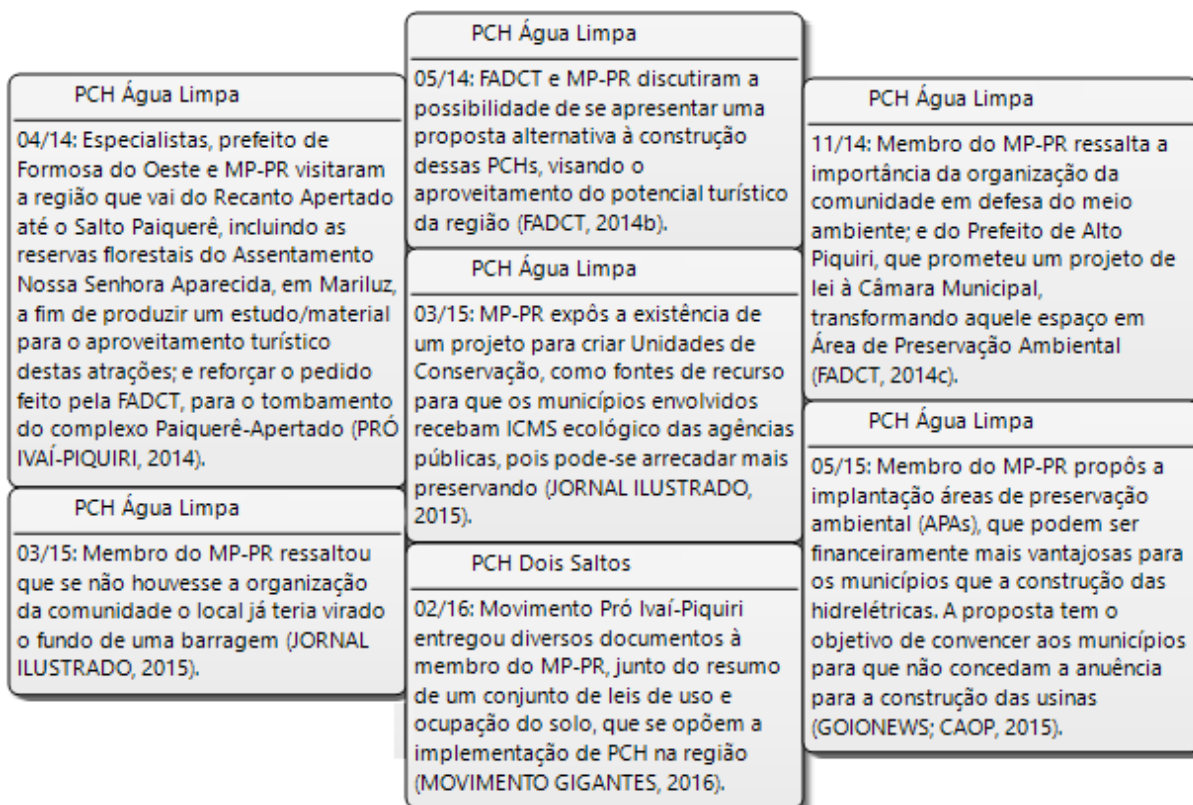 PCH Água Limpa
04/14: Especialistas, prefeito de
Formosa do Oeste e MP-PR visitaram
a região que vai do Recanto Apertado
até o Salto Paiquerê, incluindo as
reservas florestais do Assentamento
Nossa Senhora Aparecida, em Mariluz,
a fim de produzir um estudo/material
para o aproveitamento turístico
destas atrações; e reforçar o pedido
feito pela FADCT, para o tombamento
do complexo Paiquerê-Apertado (PRÓ
IVAÍ-PIQUIRI, 2014).
PCH Água Limpa
03/15: Membro do MP-PR ressaltou
que se não houvesse a organização
da comunidade o local já teria virado
o fundo de uma barragem (JORNAL
ILUSTRADO, 2015).
PCH Água Limpa
05/14: FADCT e MP-PR discutiram a
possibilidade de se apresentar uma
proposta alternativa à construção
dessas PCHs, visando o
aproveitamento do potencial turístico
da região (FADCT, 2014b).
PCH Água Limpa
03/15: MP-PR expôs a existência de
um projeto para criar Unidades de
Conservação, como fontes de recurso
para que os municípios envolvidos
recebam ICMS ecológico das agências
públicas, pois pode-se arrecadar mais
preservando (JORNAL ILUSTRADO,
2015).
PCH Dois Saltos
02/16: Movimento Pró Ivaí-Piquiri
entregou diversos documentos à
membro do MP-PR, junto do resumo
de um conjunto de leis de uso e
ocupação do solo, que se opõem a
implementação de PCH na região
(MOVIMENTO GIGANTES, 2016).
PCH Água Limpa
11/14: Membro do MP-PR ressalta a
importância da organização da
comunidade em defesa do meio
ambiente; e do Prefeito de Alto
Piquiri, que prometeu um projeto de
lei à Câmara Municipal,
transformando aquele espaço em
Área de Preservação Ambiental
(FADCT, 2014c).
PCH Água Limpa
05/15: Membro do MP-PR propôs a
implantação áreas de preservação
ambiental (APAs), que podem ser
financeiramente mais vantajosas para
os municípios que a construção das
hidrelétricas. A proposta tem o
objetivo de convencer aos municípios
para que não concedam a anuência
para a construção das usinas
(GOIONEWS; CAOP, 2015).